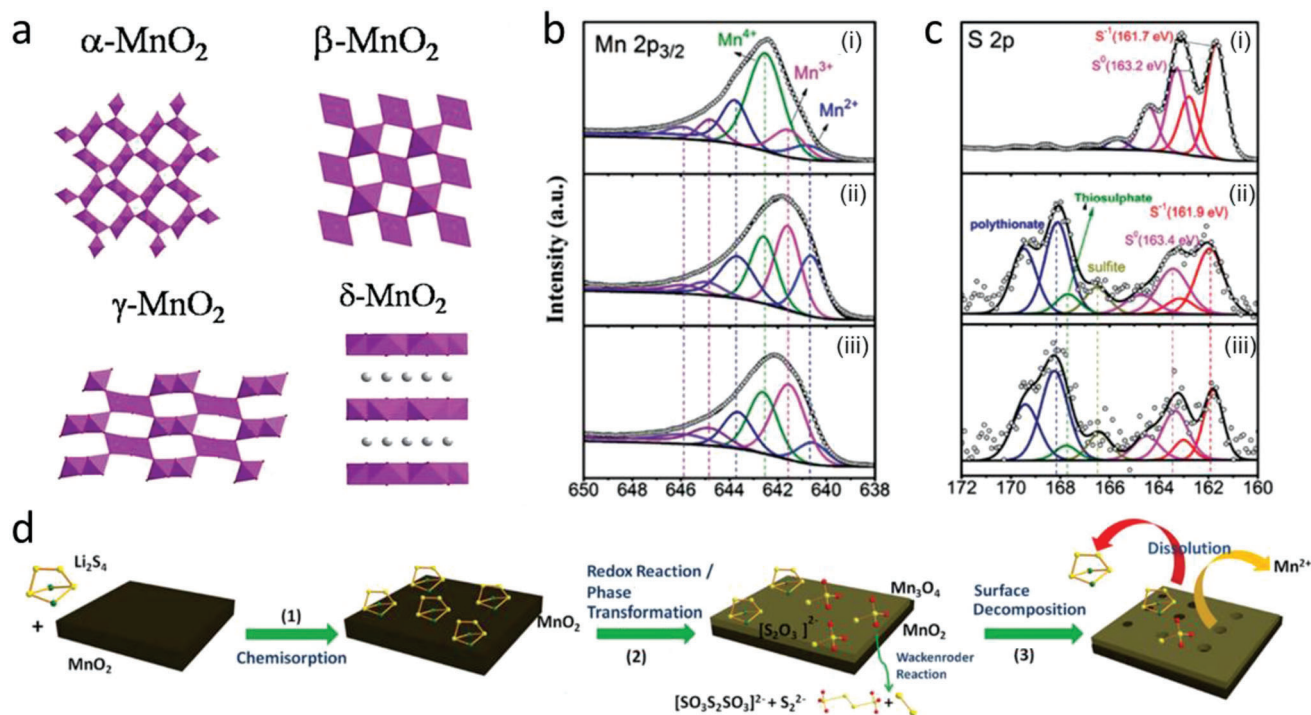 a
α-MnO₂
β-MnO₂
γ-MnO₂
δ-MnO₂
b
Mn 2p₃/₂
(i)
Mn⁴⁺
Mn³⁺
Mn²⁺
(ii)
(iii)
Intensity (a.u.)
650 648 646 644 642 640 638
c
S 2p
(i)
S⁻¹(161.7 eV)
S⁰(163.2 eV)
(ii)
Thiosulphate
S⁻¹(161.9 eV)
polythionate
S⁰(163.4 eV)
sulfite
(iii)
172 170 168 166 164 162 160
d
Li₂S₄
+
MnO₂
(1)
Chemisorption
MnO₂
Redox Reaction /
Phase
Transformation
(2)
Mn₃O₄
[S₂O₃]²⁻
MnO₂
Wackenroder
Reaction
[SO₃S₂SO₃]²⁻ + S₂²⁻
+
Surface
Decomposition
(3)
Dissolution
Mn²⁺